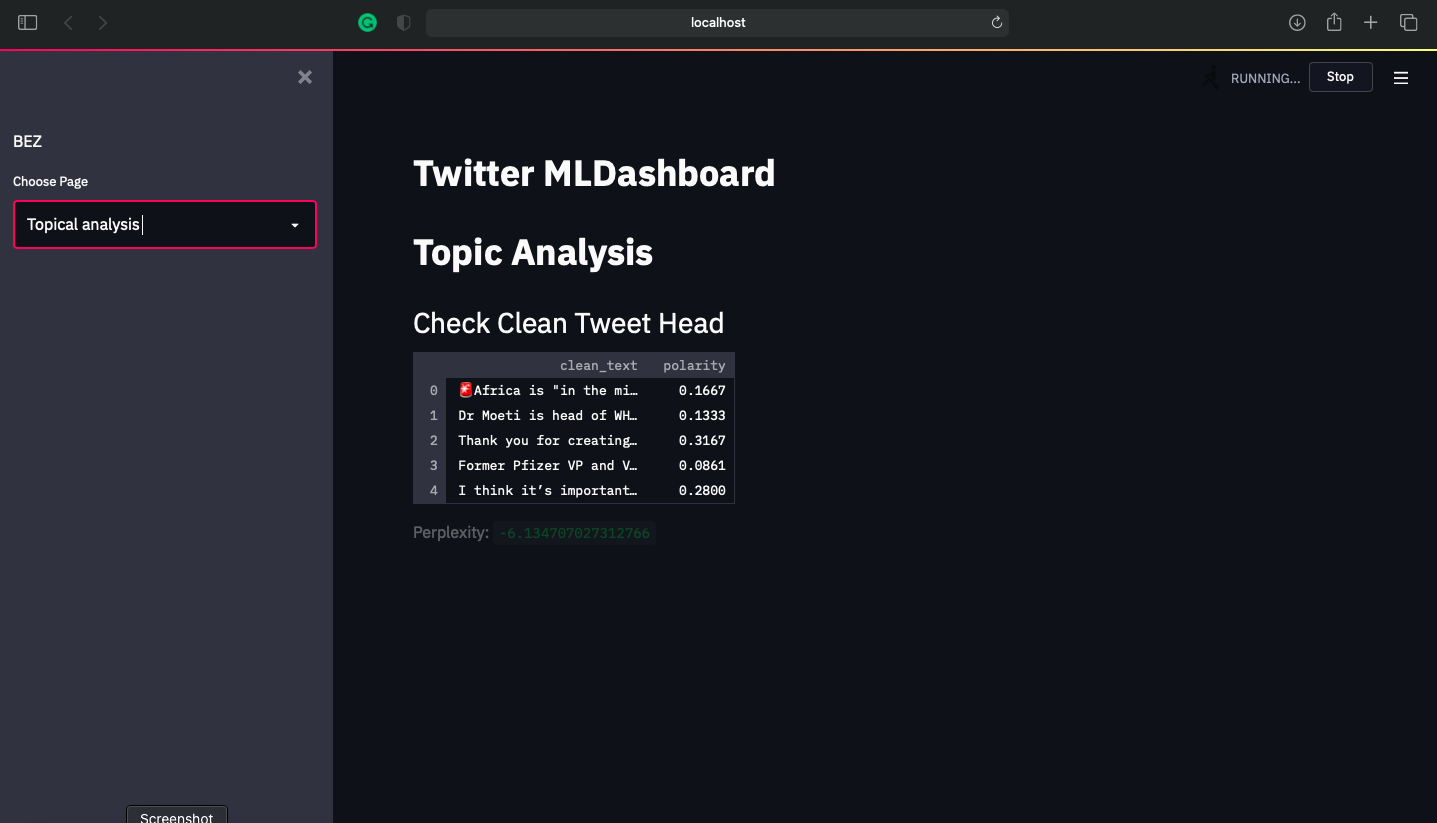 localhost
RUNNING... Stop
BEZ
Choose Page
Topical analysis
Twitter MLDashboard
Topic Analysis
Check Clean Tweet Head
clean_text polarity
0 🚨Africa is "in the mi… 0.1667
1 Dr Moeti is head of WH… 0.1333
2 Thank you for creating… 0.3167
3 Former Pfizer VP and V… 0.0861
4 I think it’s important… 0.2800
Perplexity: -6.134707027312766
Screenshot